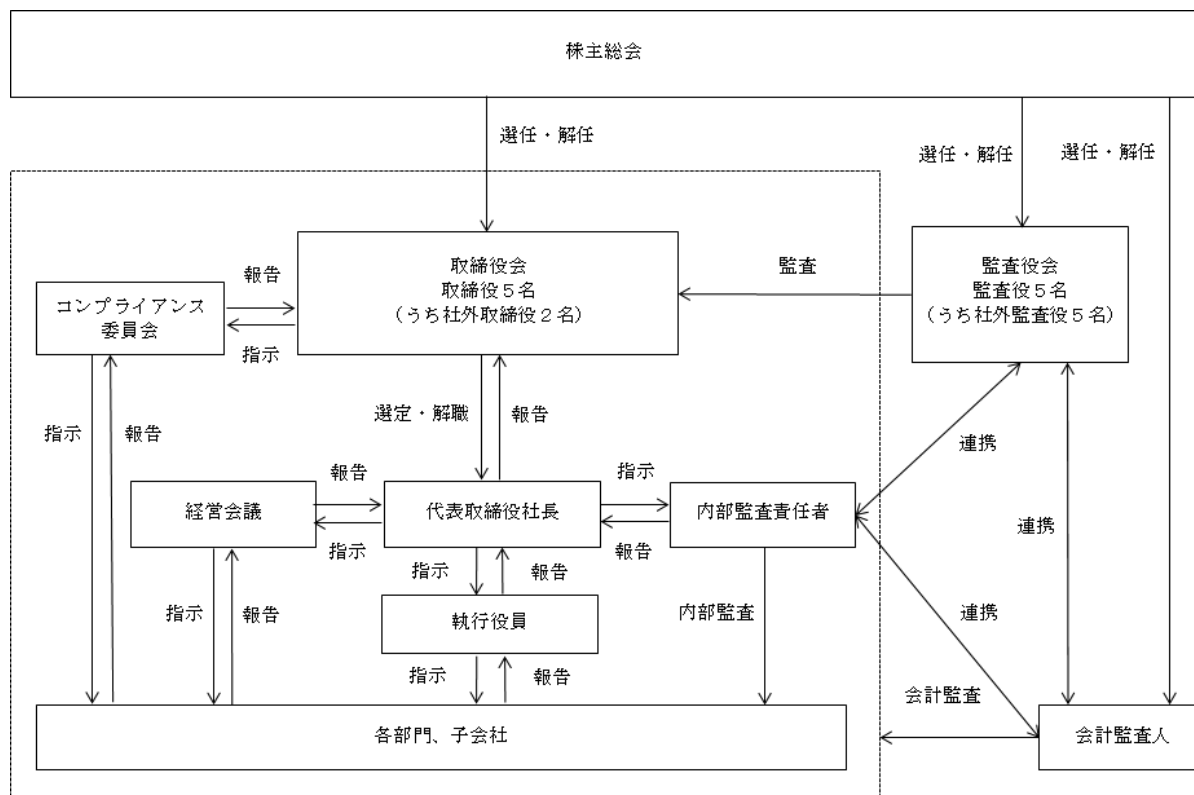 株主総会
選任・解任
選任・解任
選任・解任
取締役会
取締役５名
（うち社外取締役２名）
監査
監査役会
監査役５名
（うち社外監査役５名）
報告
コンプライアンス
委員会
指示
選定・解職
報告
指示
報告
連携
報告
指示
経営会議
代表取締役社長
内部監査責任者
指示
報告
連携
指示
報告
指示
報告
執行役員
内部監査
連携
指示
報告
会計監査
各部門、子会社
会計監査人